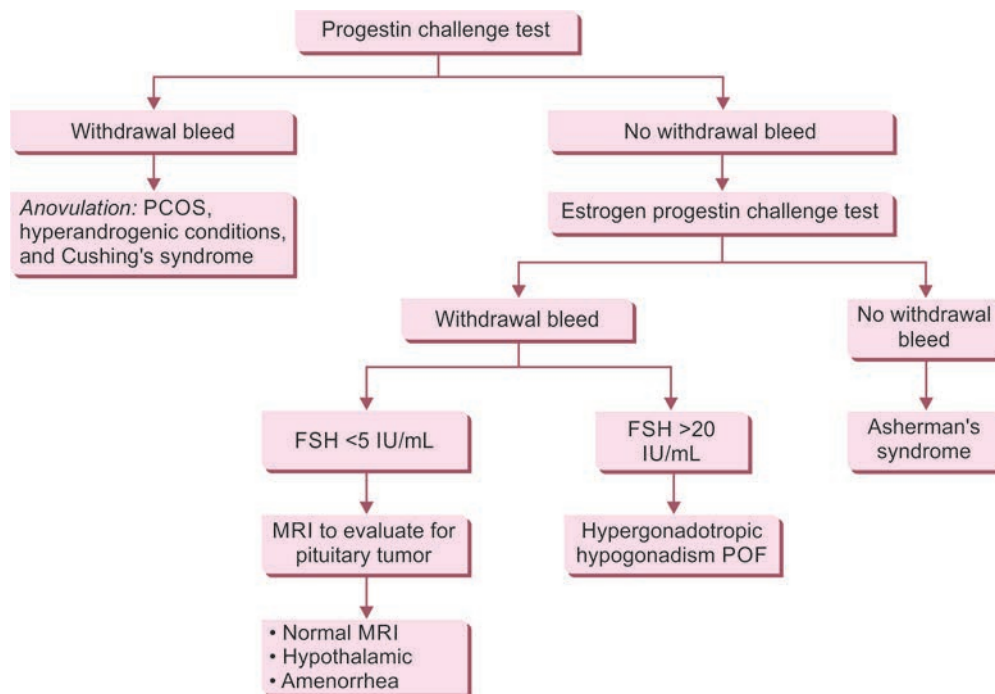 Progestin challenge test
Withdrawal bleed
No withdrawal bleed
Anovulation: PCOS,
hyperandrogenic conditions,
and Cushing's syndrome
Estrogen progestin challenge test
Withdrawal bleed
No withdrawal
bleed
FSH <5 IU/mL
FSH >20
IU/mL
Asherman's
syndrome
MRI to evaluate for
pituitary tumor
Hypergonadotropic
hypogonadism POF
• Normal MRI
• Hypothalamic
• Amenorrhea